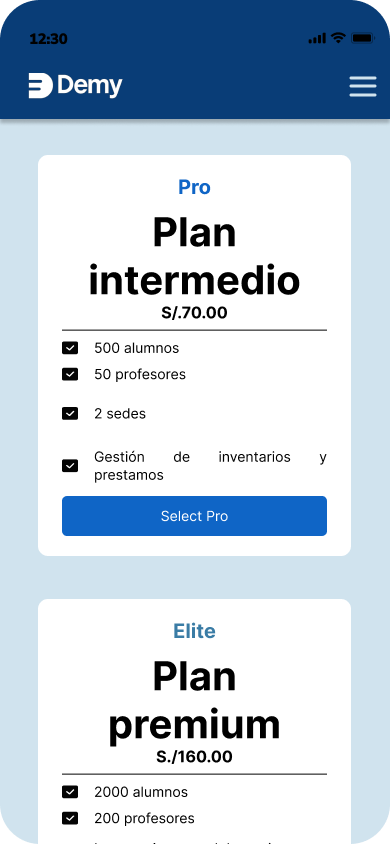 12:30
Demy
Pro
Plan
intermedio
S/.70.00
500 alumnos
50 profesores
2 sedes
Gestión de inventarios y
prestamos
Select Pro
Elite
Plan
premium
S./160.00
2000 alumnos
200 profesores